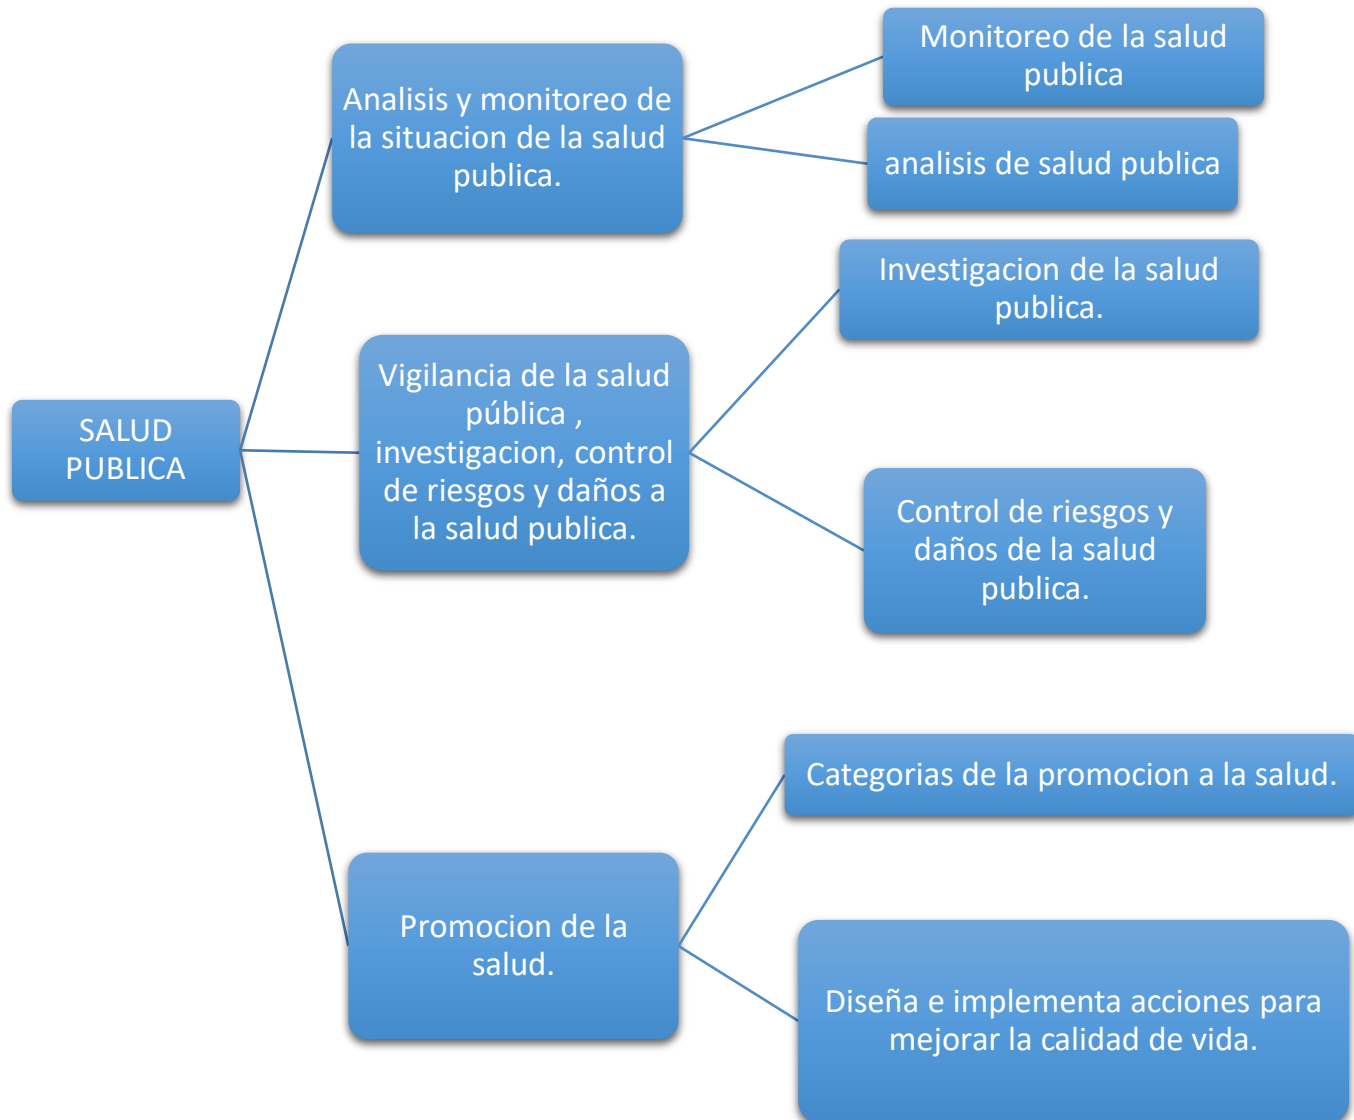 Monitoreo de la salud
publica
Analisis y monitoreo de
la situacion de la salud
publica.
analisis de salud publica
Investigacion de la salud
publica.
Vigilancia de la salud
pública ,
investigacion, control
de riesgos y daños a
la salud publica.
SALUD
PUBLICA
Control de riesgos y
daños de la salud
publica.
Categorias de la promocion a la salud.
Promocion de la
salud.
Diseña e implementa acciones para
mejorar la calidad de vida.